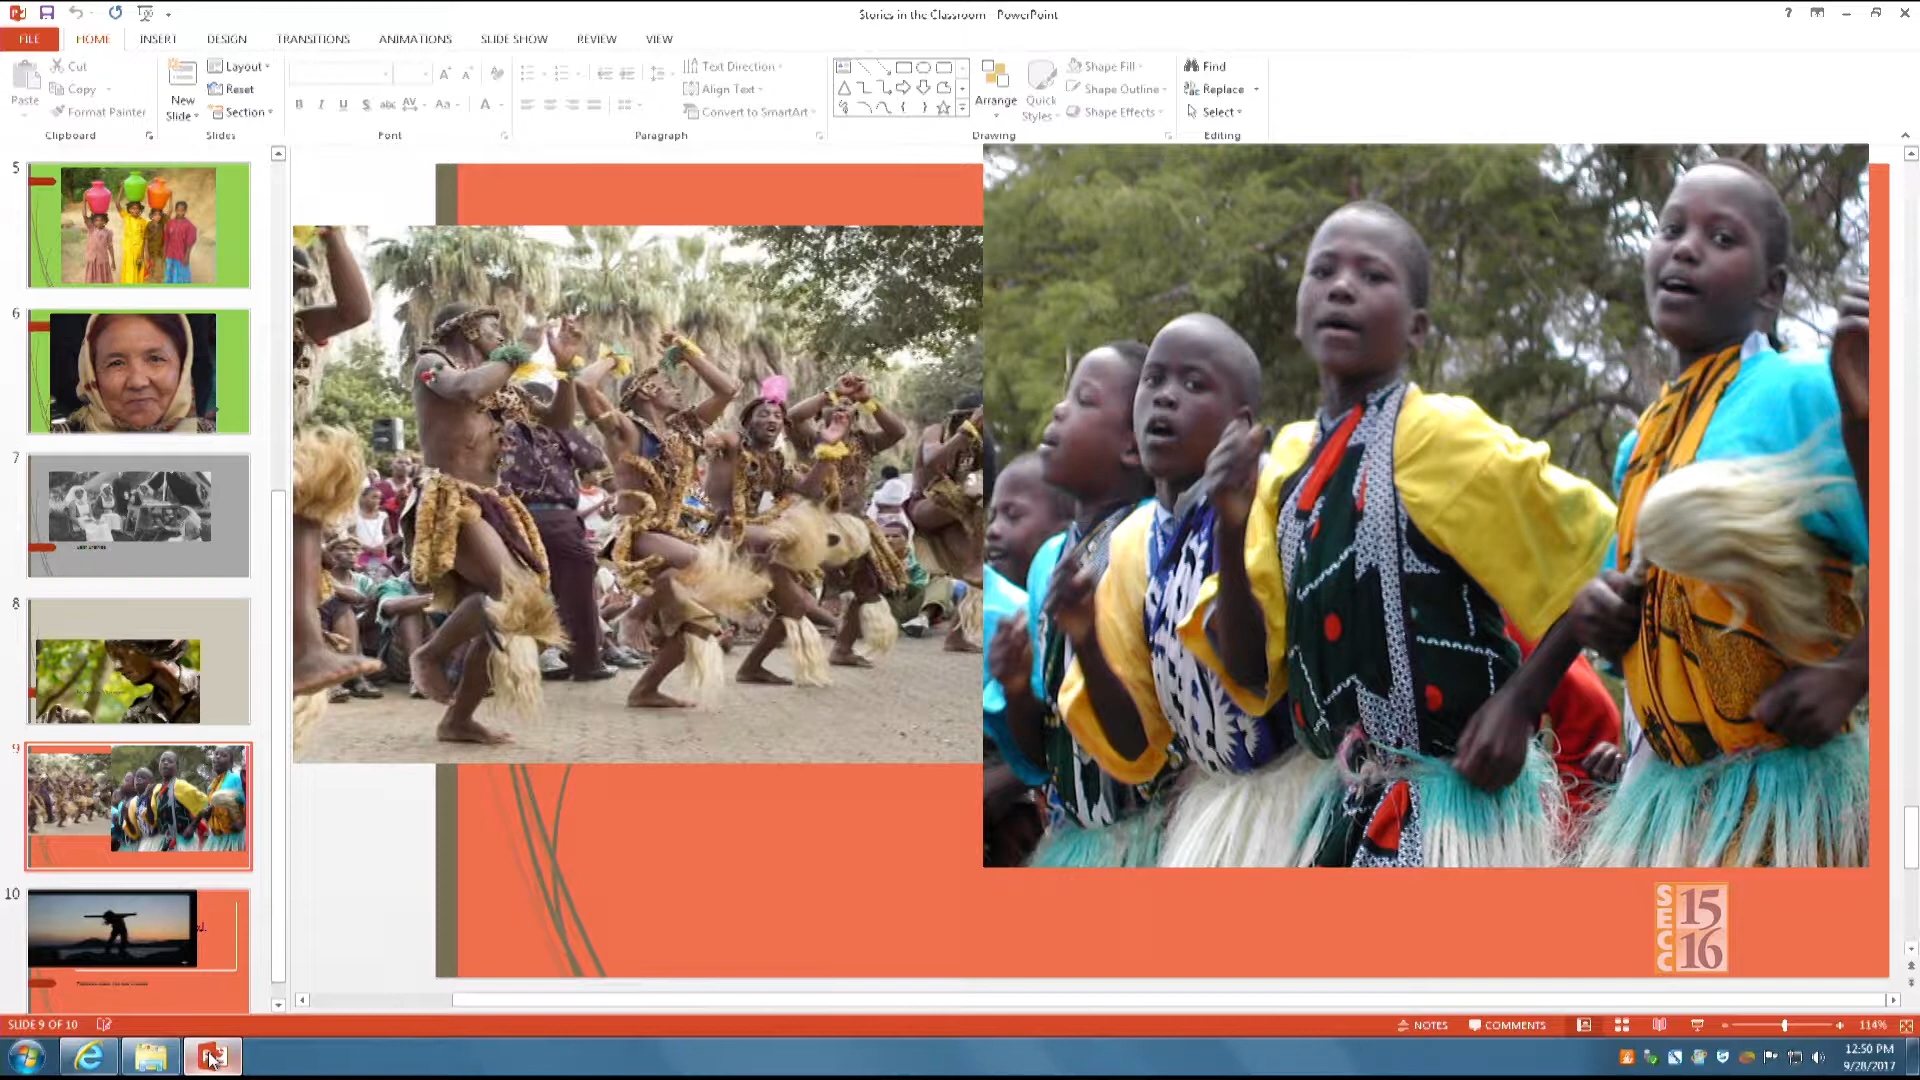 Stories in the Classroom - PowerPoint
?
FILE
HOME
INSERT
DESIGN
TRANSITIONS
ANIMATIONS
SLIDE SHOW
REVIEW
VIEW
Paste
Cut
Copy
Format Painter
Clipboard
New
Slide
Layout
Reset
Section
Slides
B I U S abc AV Aa A
Font
Text Direction
Align Text
Convert to SmartArt
Paragraph
Arrange
Quick
Styles
Shape Fill
Shape Outline
Shape Effects
Drawing
Find
Replace
Select
Editing
5
6
7
8
9
10
SECC
15
16
SLIDE 9 OF 10
NOTES
COMMENTS
114%
12:50 PM
9/28/2017